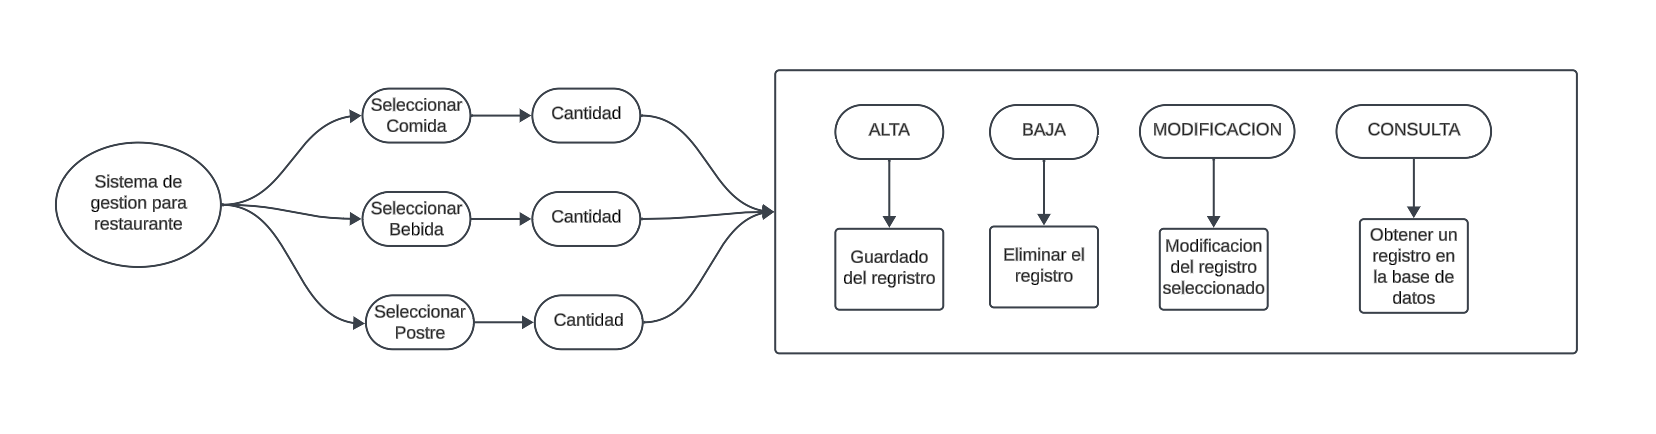 Sistema de
gestion para
restaurante
Seleccionar
Comida
Cantidad
Seleccionar
Bebida
Cantidad
Seleccionar
Postre
Cantidad
ALTA
BAJA
MODIFICACION
CONSULTA
Guardado
del regristro
Eliminar el
registro
Modificacion
del registro
seleccionado
Obtener un
registro en
la base de
datos